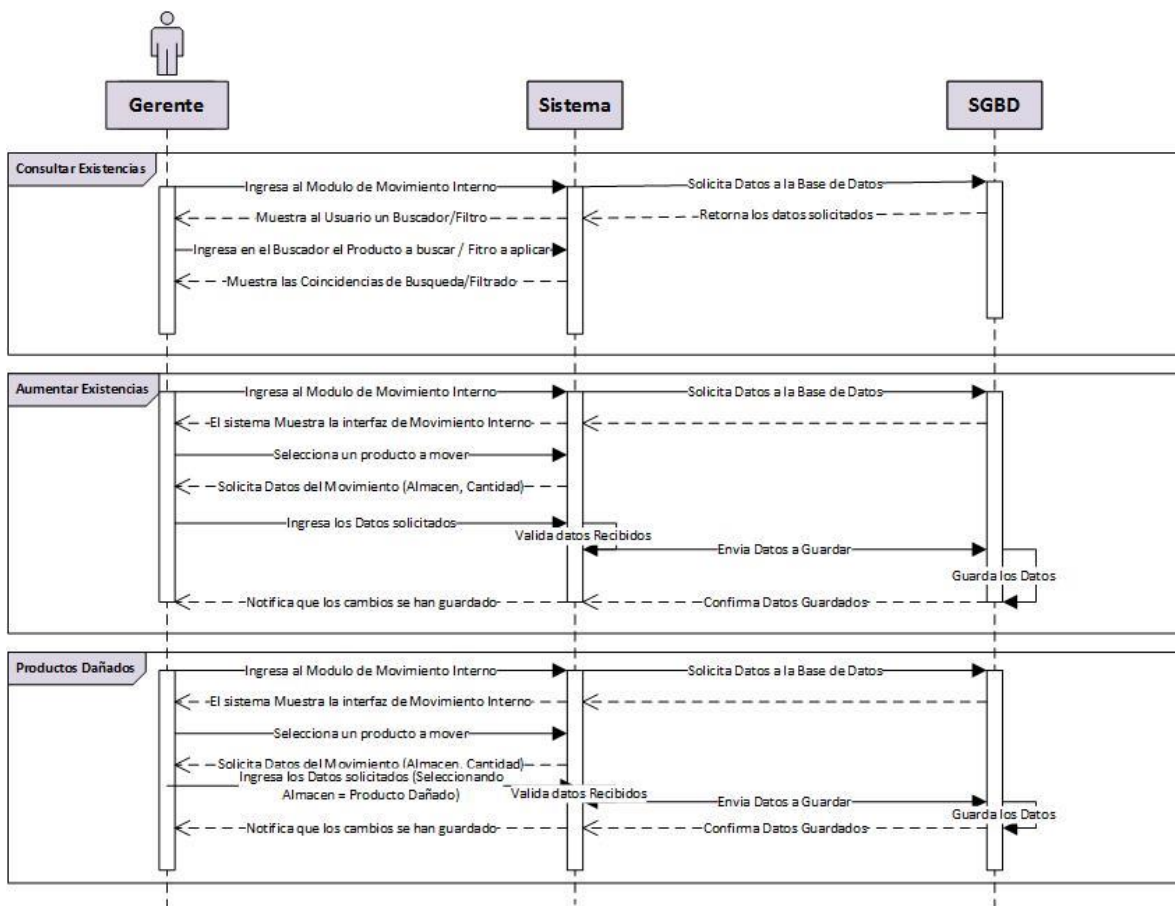 Gerente
Sistema
SGBD
Consultar Existencias
Ingresa al Modulo de Movimiento Interno
Solicita Datos a la Base de Datos
Muestra al Usuario un Buscador/Filtro
Retorna los datos solicitados
Ingresa en el Buscador el Producto a buscar / Fitro a aplicar
Muestra las Coincidencias de Busqueda/Filtrado
Aumentar Existencias
Ingresa al Modulo de Movimiento Interno
Solicita Datos a la Base de Datos
El sistema Muestra la interfaz de Movimiento Interno
Selecciona un producto a mover
Solicita Datos del Movimiento (Almacen, Cantidad)
Ingresa los Datos solicitados
Valida datos Recibidos
Envia Datos a Guardar
Guarda los Datos
Notifica que los cambios se han guardado
Confirma Datos Guardados
Productos Dañados
Ingresa al Modulo de Movimiento Interno
Solicita Datos a la Base de Datos
El sistema Muestra la interfaz de Movimiento Interno
Selecciona un producto a mover
Solicita Datos del Movimiento (Almacen, Cantidad)
Ingresa los Datos solicitados (Seleccionando
Almacen = Producto Dañado)
Valida datos Recibidos
Envia Datos a Guardar
Guarda los Datos
Notifica que los cambios se han guardado
Confirma Datos Guardados